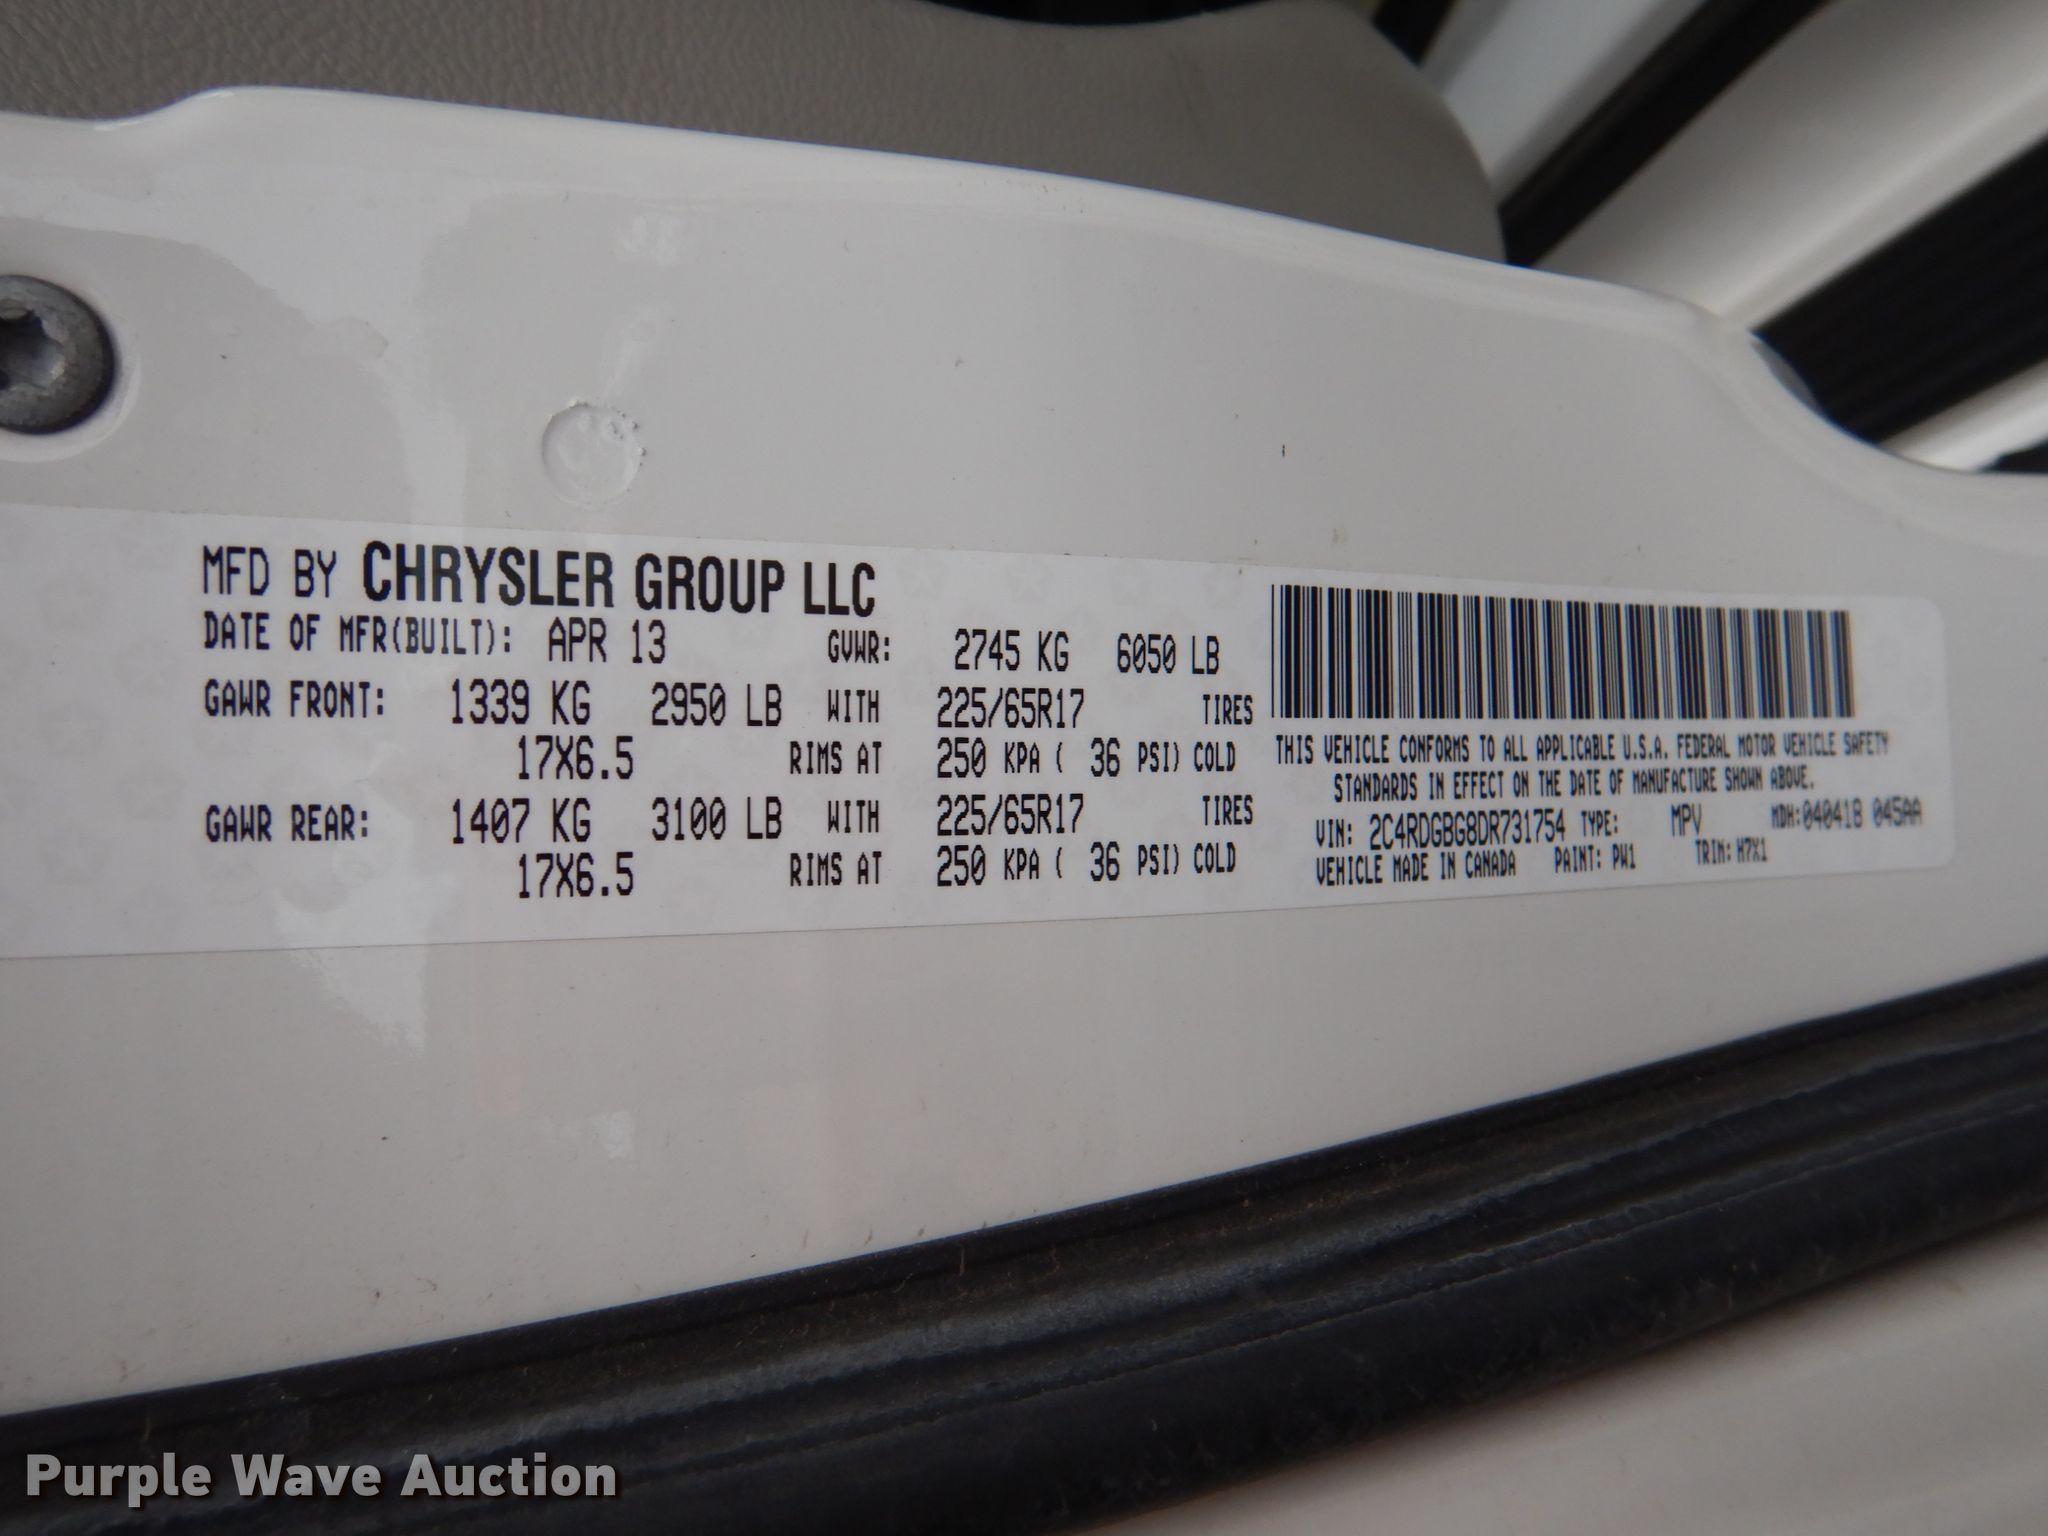 MFD BY CHRYSLER GROUP LLC
DATE OF MFR(BUILT): APR 13 GVWR: 2745 KG 6050 LB
GAWR FRONT: 1339 KG 2950 LB WITH 225/65R17 TIRES
17X6.5 RIMS AT 250 KPA ( 36 PSI) COLD
GAWR REAR: 1407 KG 3100 LB WITH 225/65R17 TIRES
17X6.5 RIMS AT 250 KPA ( 36 PSI) COLD
THIS VEHICLE CONFORMS TO ALL APPLICABLE U.S.A. FEDERAL MOTOR VEHICLE SAFETY
STANDARDS IN EFFECT ON THE DATE OF MANUFACTURE SHOWN ABOVE.
VIN: 2C4RDGBG8DR731754 TYPE: MPV MDH:040418 045AA
VEHICLE MADE IN CANADA PAINT: PW1 TRIM: H7X1
Purple Wave Auction